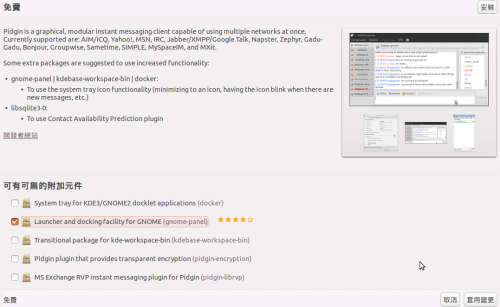 免費
安裝
Pidgin is a graphical, modular instant messaging client capable of using multiple networks at once.
Currently supported are: AIM/ICQ, Yahoo!, MSN, IRC, Jabber/XMPP/Google Talk, Napster, Zephyr, Gadu-
Gadu, Bonjour, Groupwise, Sametime, SIMPLE, MySpaceIM, and MXit.
Some extra packages are suggested to use increased functionality:
• gnome-panel | kdebase-workspace-bin | docker:
• To use the system tray icon functionality (minimizing to an icon, having the icon blink when there are
new messages, etc.)
• libsqlite3-0:
• To use Contact Availability Prediction plugin
開發者網站
可有可無的附加元件
System tray for KDE3/GNOME2 docklet applications (docker)
Launcher and docking facility for GNOME (gnome-panel)
Transitional package for kde-workspace-bin (kdebase-workspace-bin)
Pidgin plugin that provides transparent encryption (pidgin-encryption)
MS Exchange RVP instant messaging plugin for Pidgin (pidgin-librvp)
免費
取消
套用變更